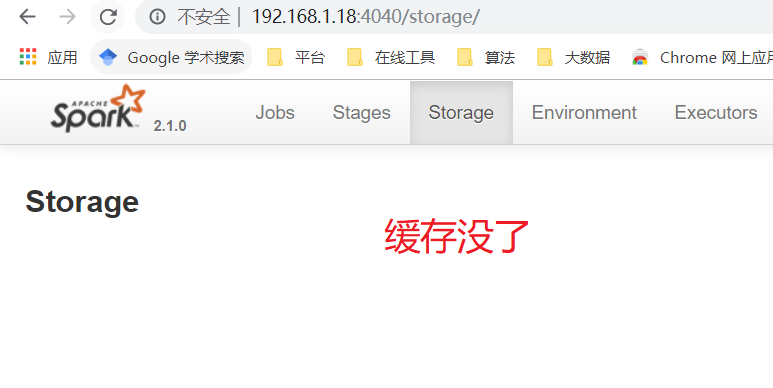 不安全 | 192.168.1.18:4040/storage/
应用 Google 学术搜索 平台 在线工具 算法 大数据 Chrome 网上应用
APACHE Spark 2.1.0 Jobs Stages Storage Environment Executors
Storage
缓存没了